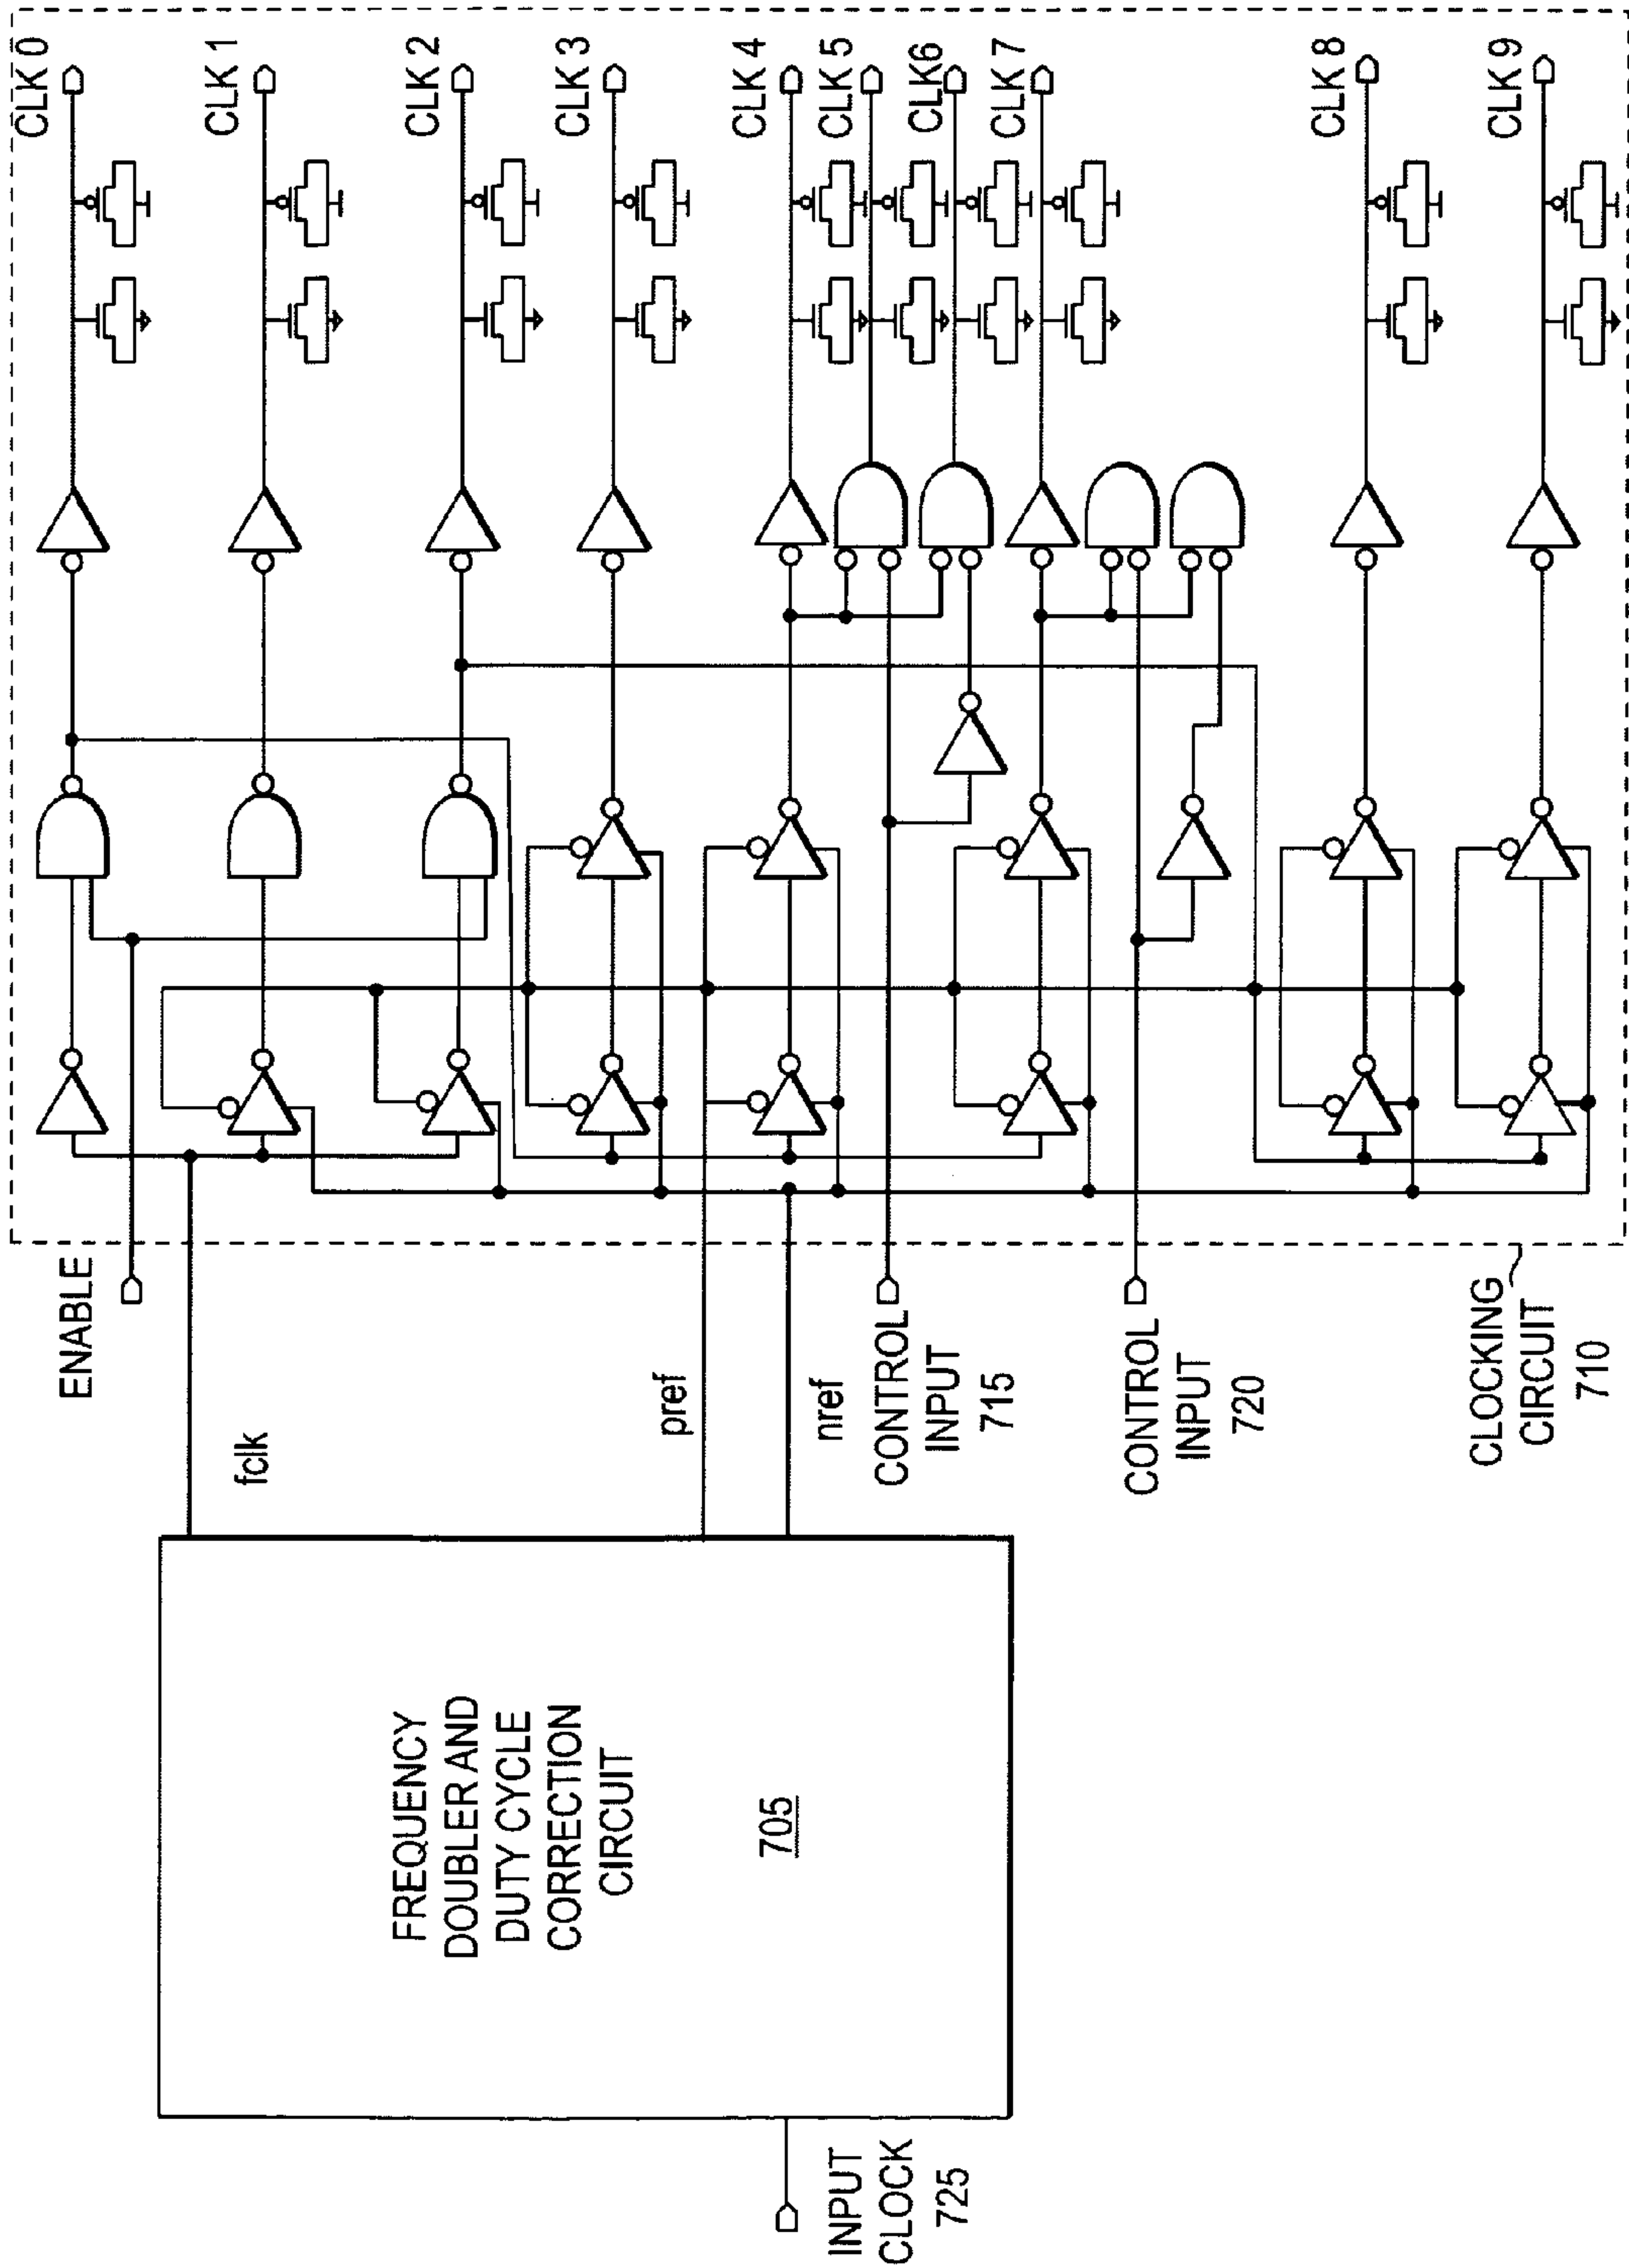 CLK 0
CLK 1
CLK 2
CLK 3
CLK 4
CLK 5
CLK6
CLK 7
CLK 8
CLK 9
ENABLE
fclk
pref
nref
CONTROL
INPUT
715
CONTROL
INPUT
720
CLOCKING
CIRCUIT
710
FREQUENCY
DOUBLER AND
DUTY CYCLE
CORRECTION
CIRCUIT
705
INPUT
CLOCK
725